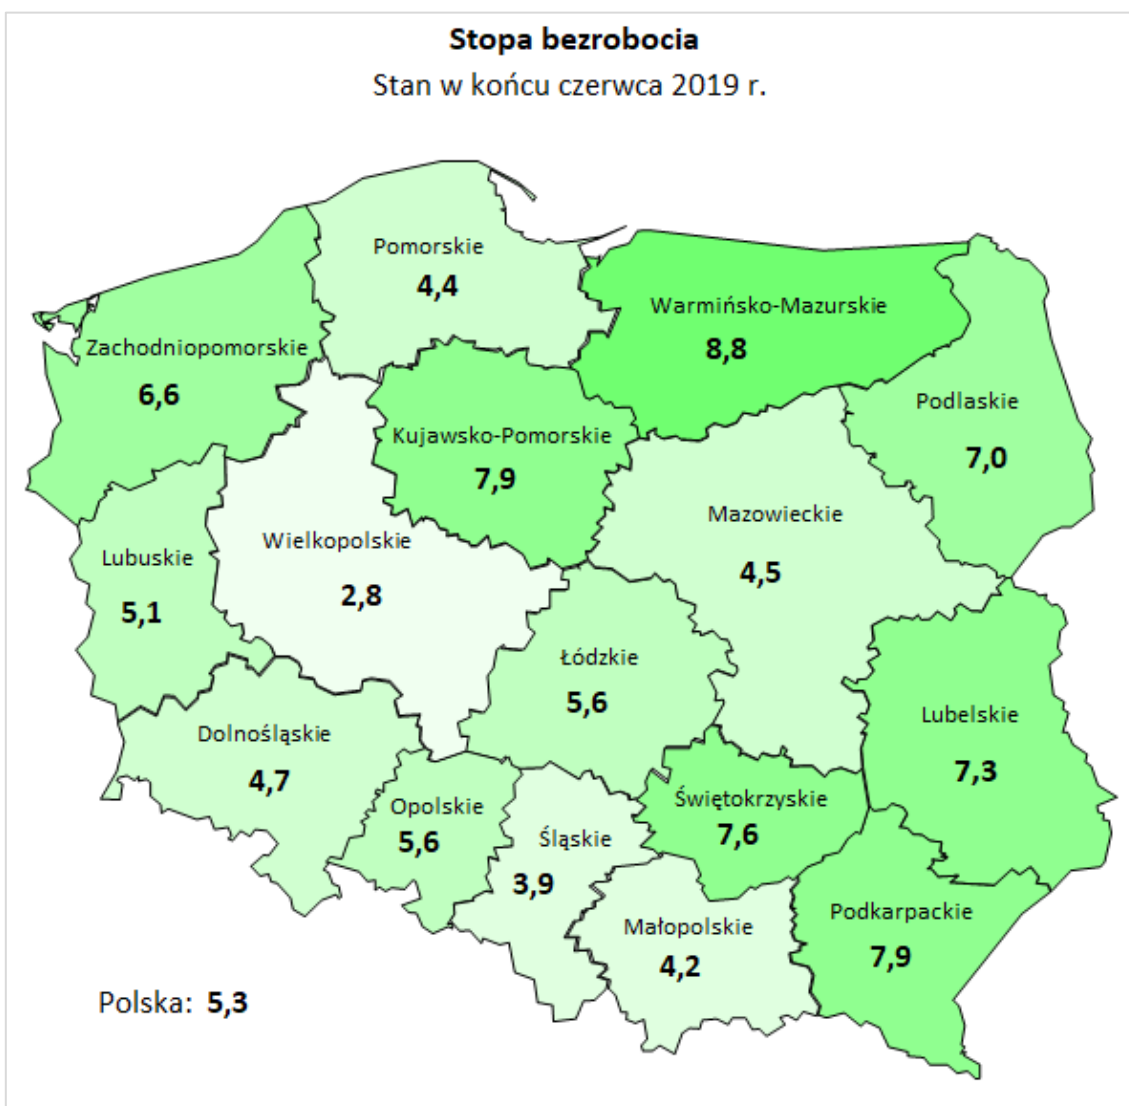 Stopa bezrobocia
Stan w końcu czerwca 2019 r.
Pomorskie
4,4
Warmińsko-Mazurskie
8,8
Zachodniopomorskie
6,6
Podlaskie
7,0
Kujawsko-Pomorskie
7,9
Mazowieckie
4,5
Wielkopolskie
2,8
Lubuskie
5,1
Łódzkie
5,6
Lubelskie
7,3
Dolnośląskie
4,7
Opolskie
5,6
Świętokrzyskie
7,6
Śląskie
3,9
Podkarpackie
7,9
Małopolskie
4,2
Polska: 5,3